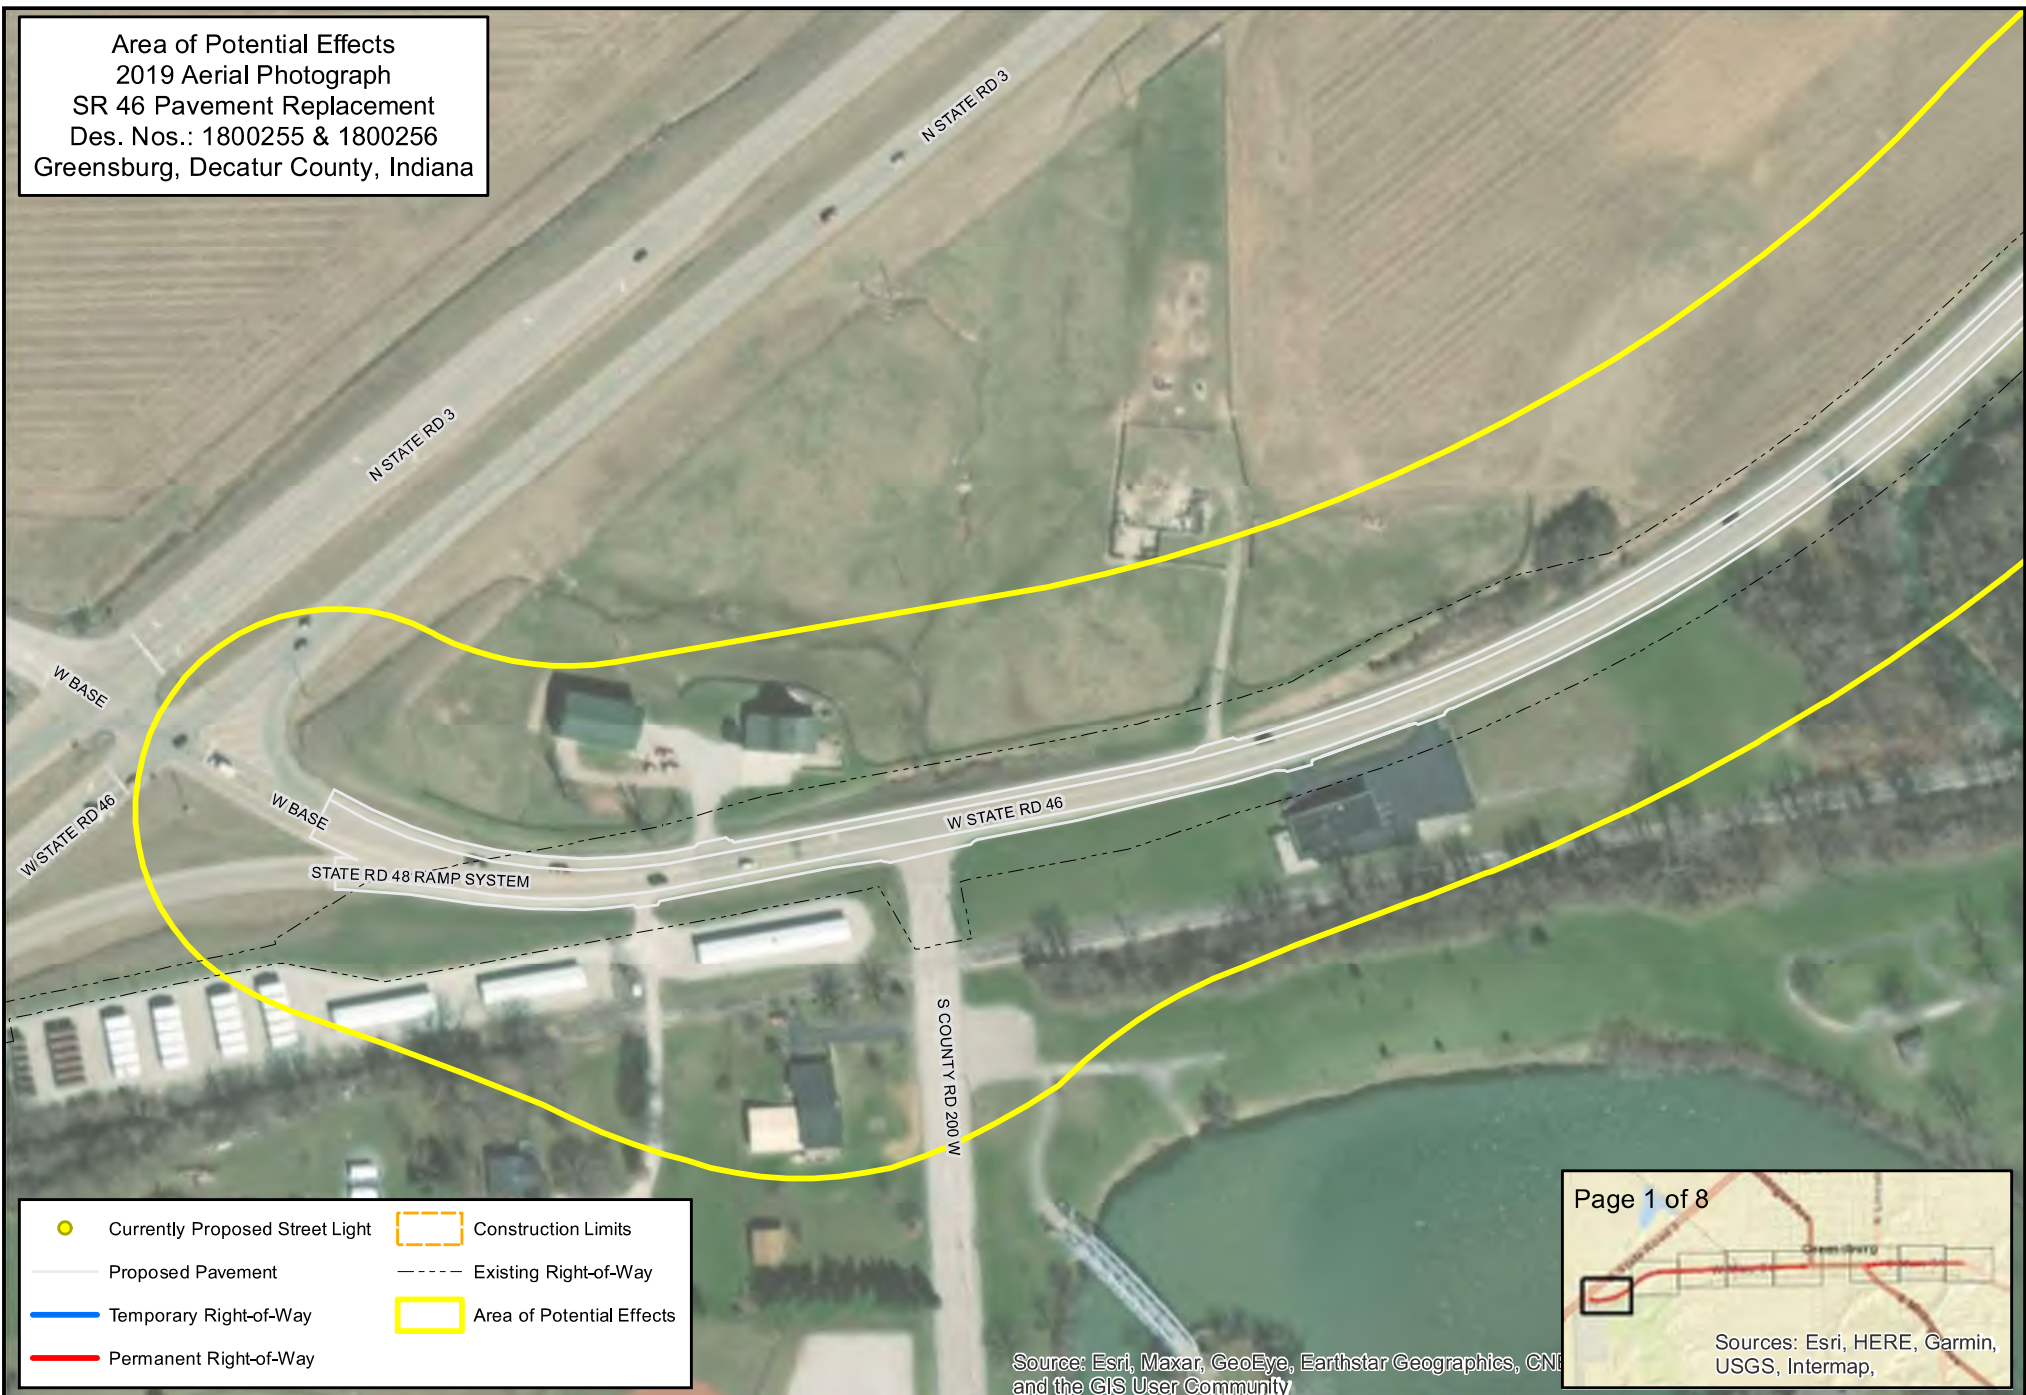 Area of Potential Effects
2019 Aerial Photograph
SR 46 Pavement Replacement
Des. Nos.: 1800255 & 1800256
Greensburg, Decatur County, Indiana
N STATE RD 3
N STATE RD 3
W BASE
W STATE RD 46
W BASE
STATE RD 48 RAMP SYSTEM
W STATE RD 46
S COUNTY RD 200 W
Currently Proposed Street Light
Proposed Pavement
Temporary Right-of-Way
Permanent Right-of-Way
Construction Limits
Existing Right-of-Way
Area of Potential Effects
Source: Esri, Maxar, GeoEye, Earthstar Geographics,
and the GIS User Community
Page 1 of 8
Greensburg
Sources: Esri, HERE, Garmin,
USGS, Intermap,